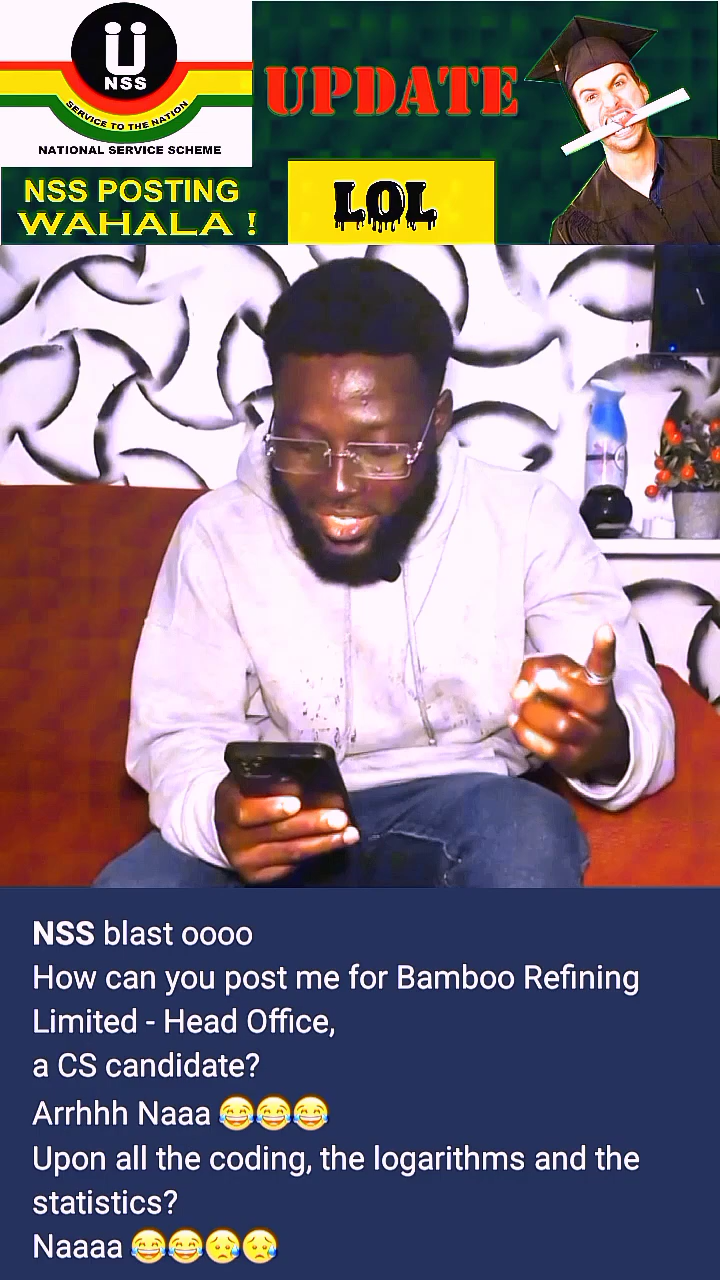 NSS
SERVICE TO THE NATION
NATIONAL SERVICE SCHEME
UPDATE
NSS POSTING
WAHALA !
LOL
NSS blast oooo
How can you post me for Bamboo Refining
Limited - Head Office,
a CS candidate?
Arrhhh Naaa 😂😂😂
Upon all the coding, the logarithms and the
statistics?
Naaaa 😂😂😥😥